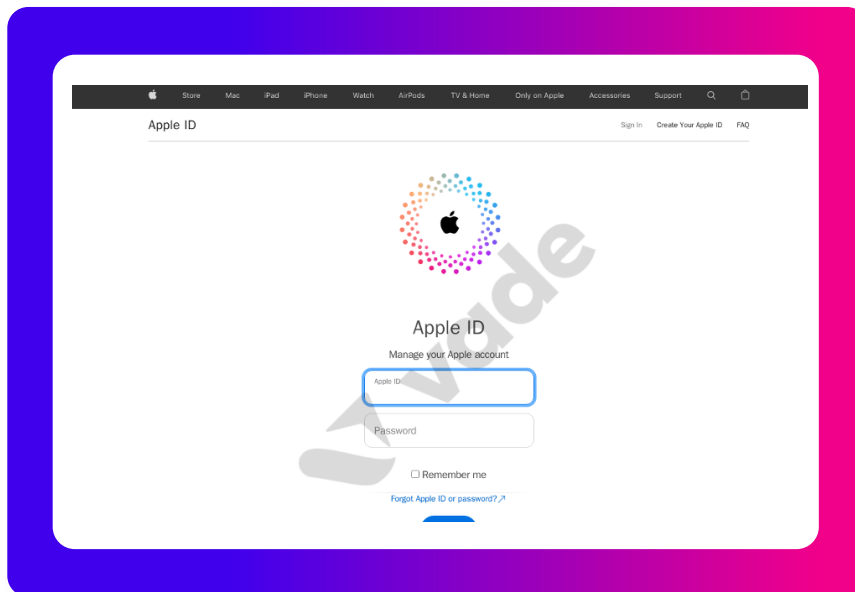 Store Mac iPad iPhone Watch AirPods TV & Home Only on Apple Accessories Support
Apple ID Sign In Create Your Apple ID FAQ
Apple ID
Manage your Apple account
Apple ID
Password
Remember me
Forgot Apple ID or password?↗
vade